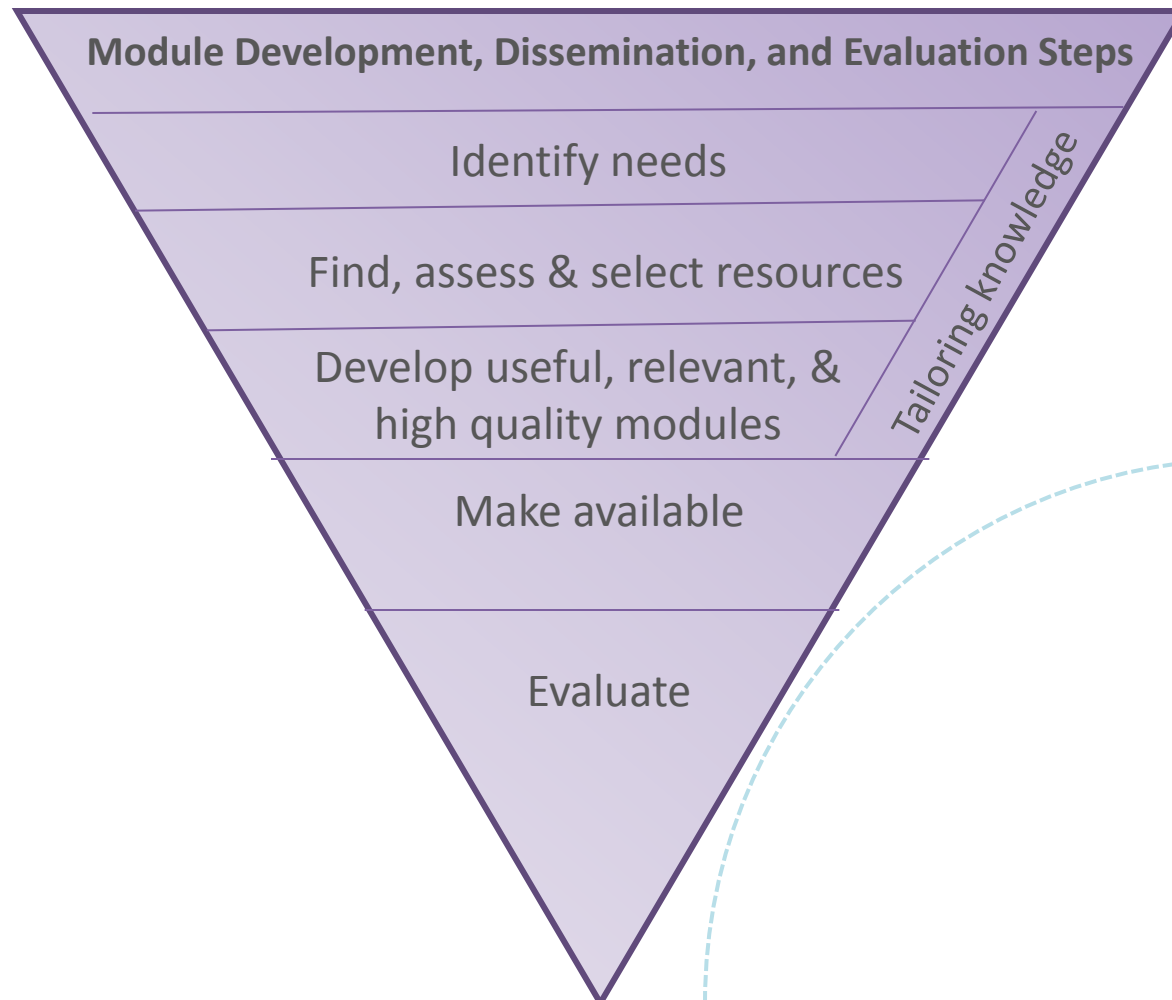 Module Development, Dissemination, and Evaluation Steps
Identify needs
Find, assess & select resources
Develop useful, relevant, &
high quality modules
Tailoring knowledge
Make available
Evaluate